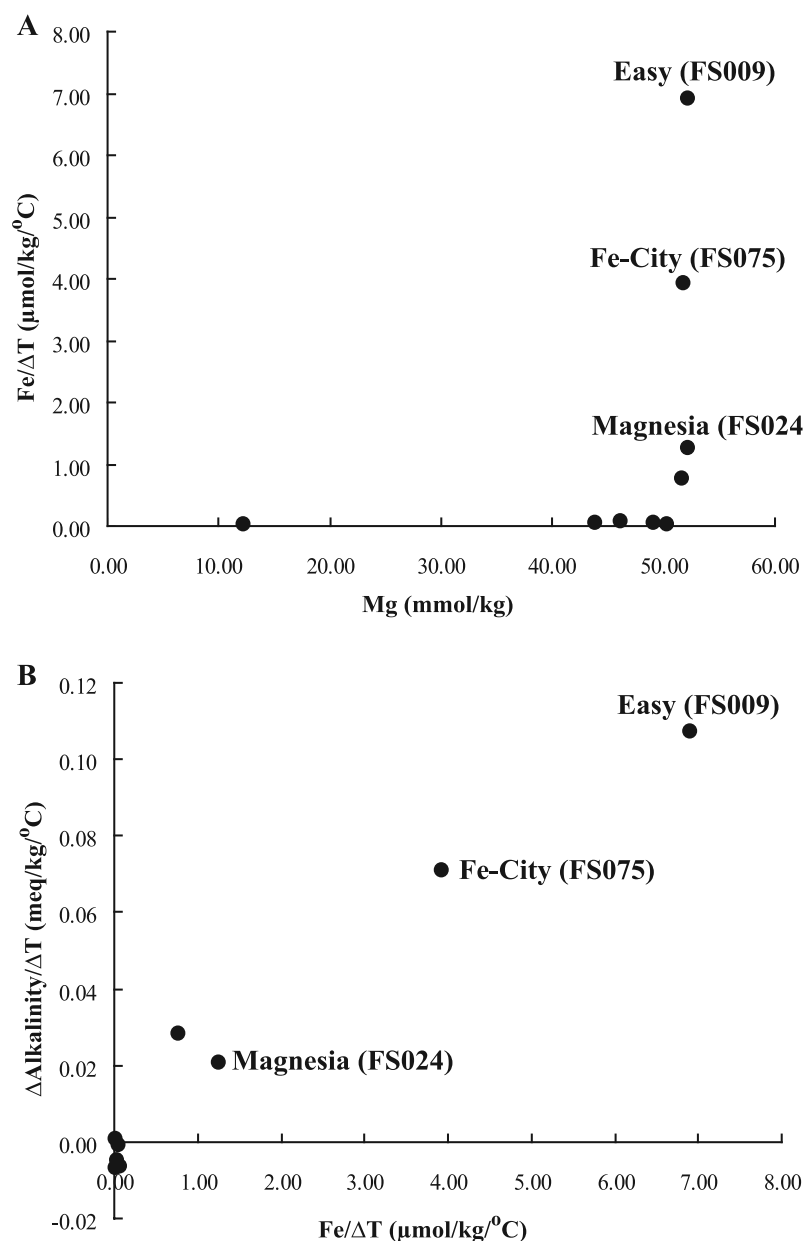 A
8.00
Easy (FS009)
7.00
6.00
5.00
Fe-City (FS075)
4.00
3.00
2.00
Magnesia (FS024
1.00
0.00
Fe/ΔT (μmol/kg/°C)
0.00 10.00 20.00 30.00 40.00 50.00 60.00
Mg (mmol/kg)
B
0.12
Easy (FS009)
0.10
0.08
Fe-City (FS075)
0.06
0.04
0.02
Magnesia (FS024)
0.00
-0.02
ΔAlkalinity/ΔT (meq/kg/°C)
0.00 1.00 2.00 3.00 4.00 5.00 6.00 7.00 8.00
Fe/ΔT (μmol/kg/°C)